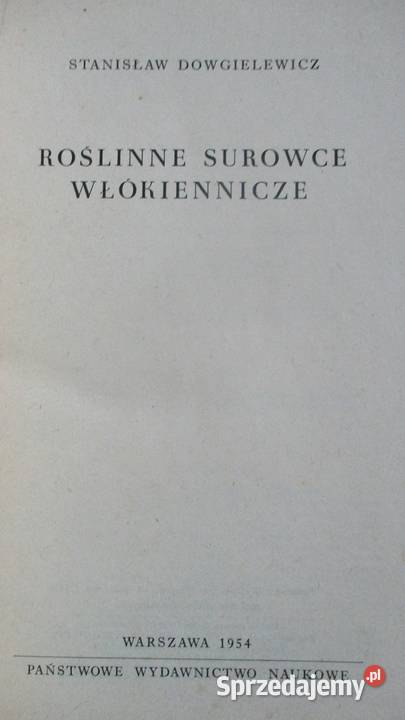 STANISŁAW DOWGIELEWICZ
ROŚLINNE SUROWCE
WŁÓKIENNICZE
WARSZAWA 1954
PAŃSTWOWE WYDAWNICTWO NAUKOWE
Sprzedajemy.pl